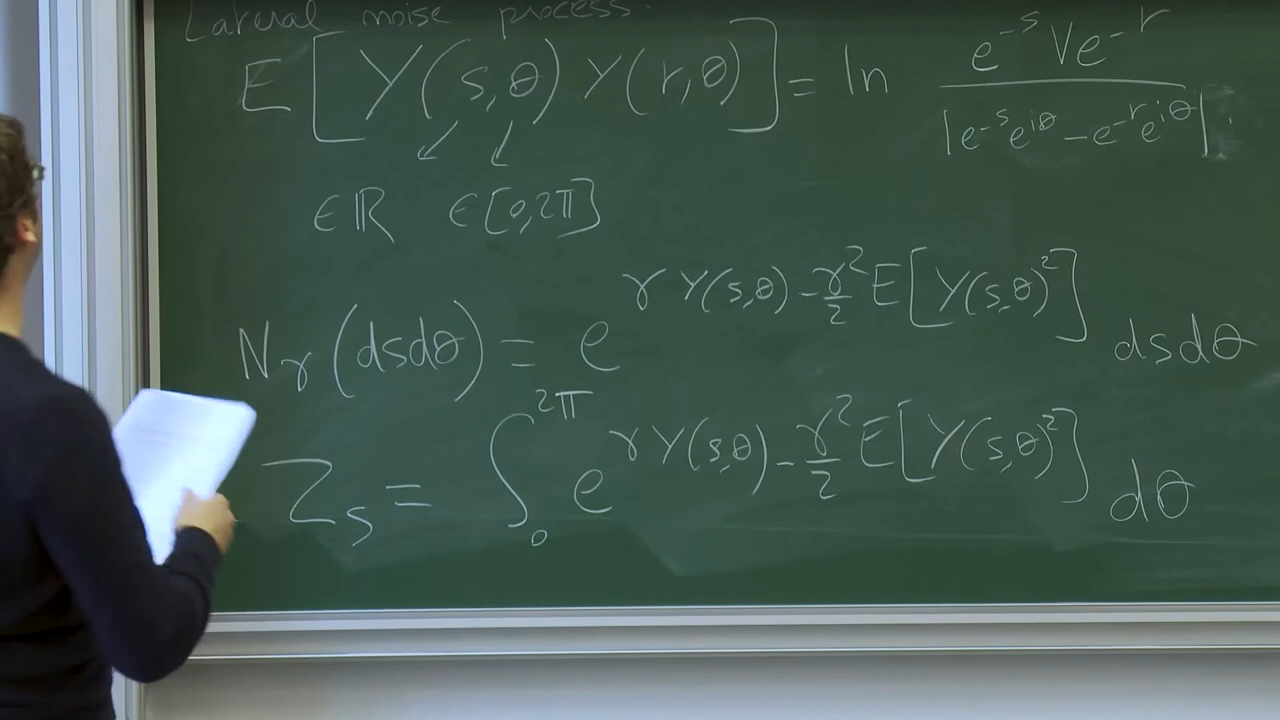 Lateral noise process.
E[Y(s,θ) Y(r,θ)] = ln (e^{-s} V e^{-r}) / |e^{-s}e^{iθ} - e^{-r}e^{iθ}|.
↙ ↓
∈ℝ ∈[0,2π]
N_γ(dsdθ) = e^{γY(s,θ) - γ²/2 E[Y(s,θ)²]} dsdθ
Z_s = ∫_0^{2π} e^{γY(s,θ) - γ²/2 E[Y(s,θ)²]} dθ